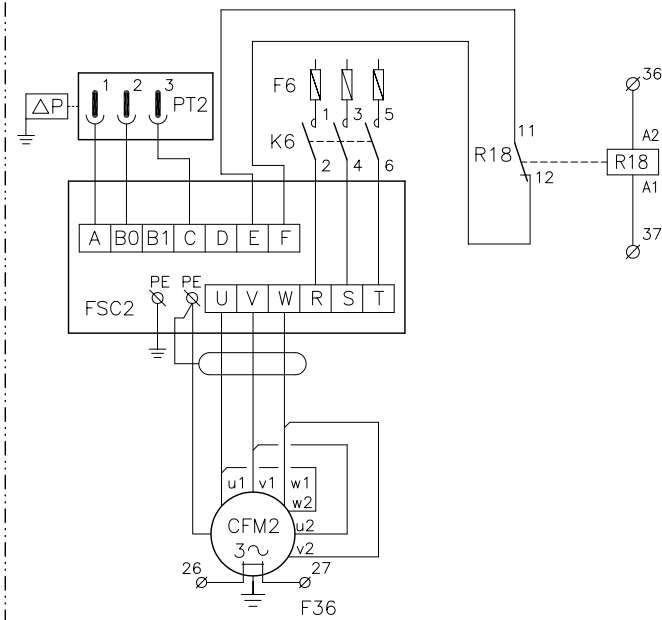 36
1 2 3
F6
△P
PT2
1 3 5
11
A2
K6
R18
R18
2 4 6
12
A1
37
A B0 B1 C D E F
PE PE
U V W R S T
FSC2
u1 v1 w1
w2
CFM2
u2
3~
v2
26
27
F36